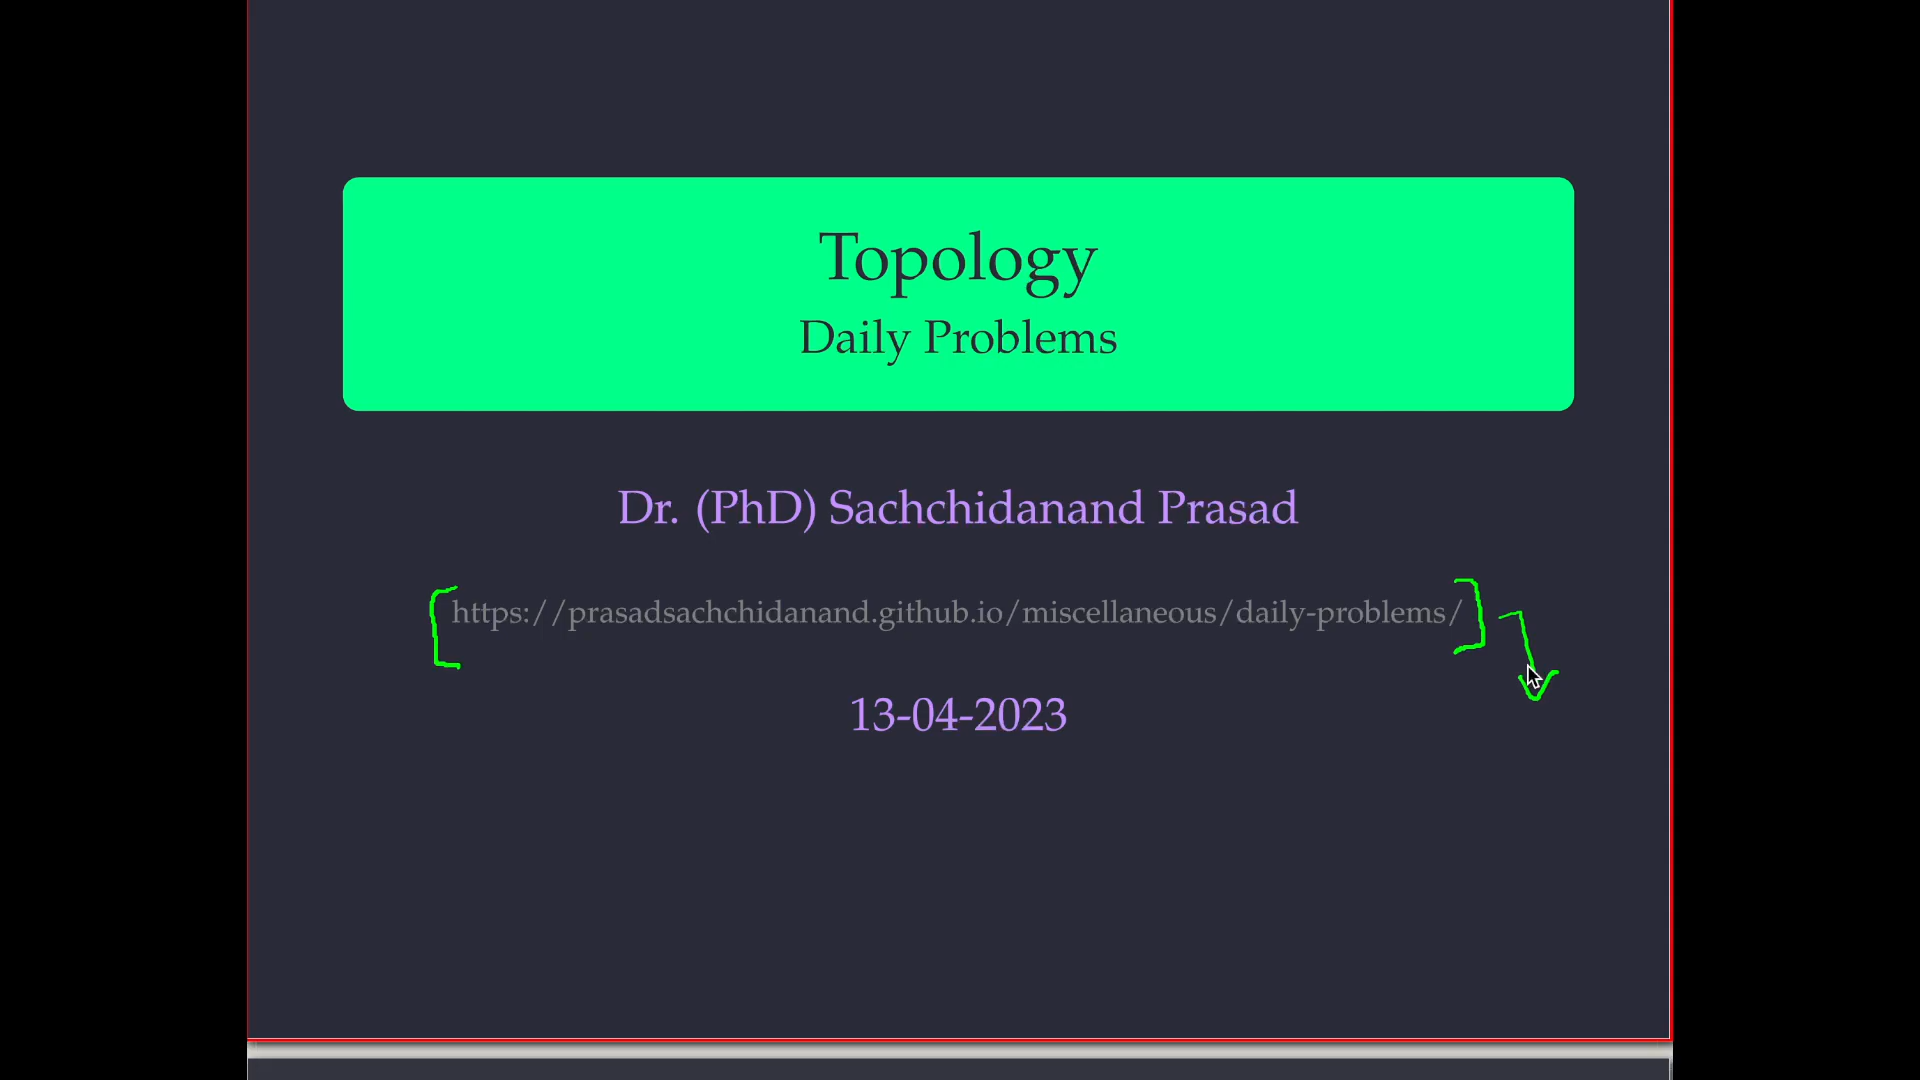 Topology
Daily Problems
Dr. (PhD) Sachchidanand Prasad
https://prasadsachchidanand.github.io/miscellaneous/daily-problems/
13-04-2023